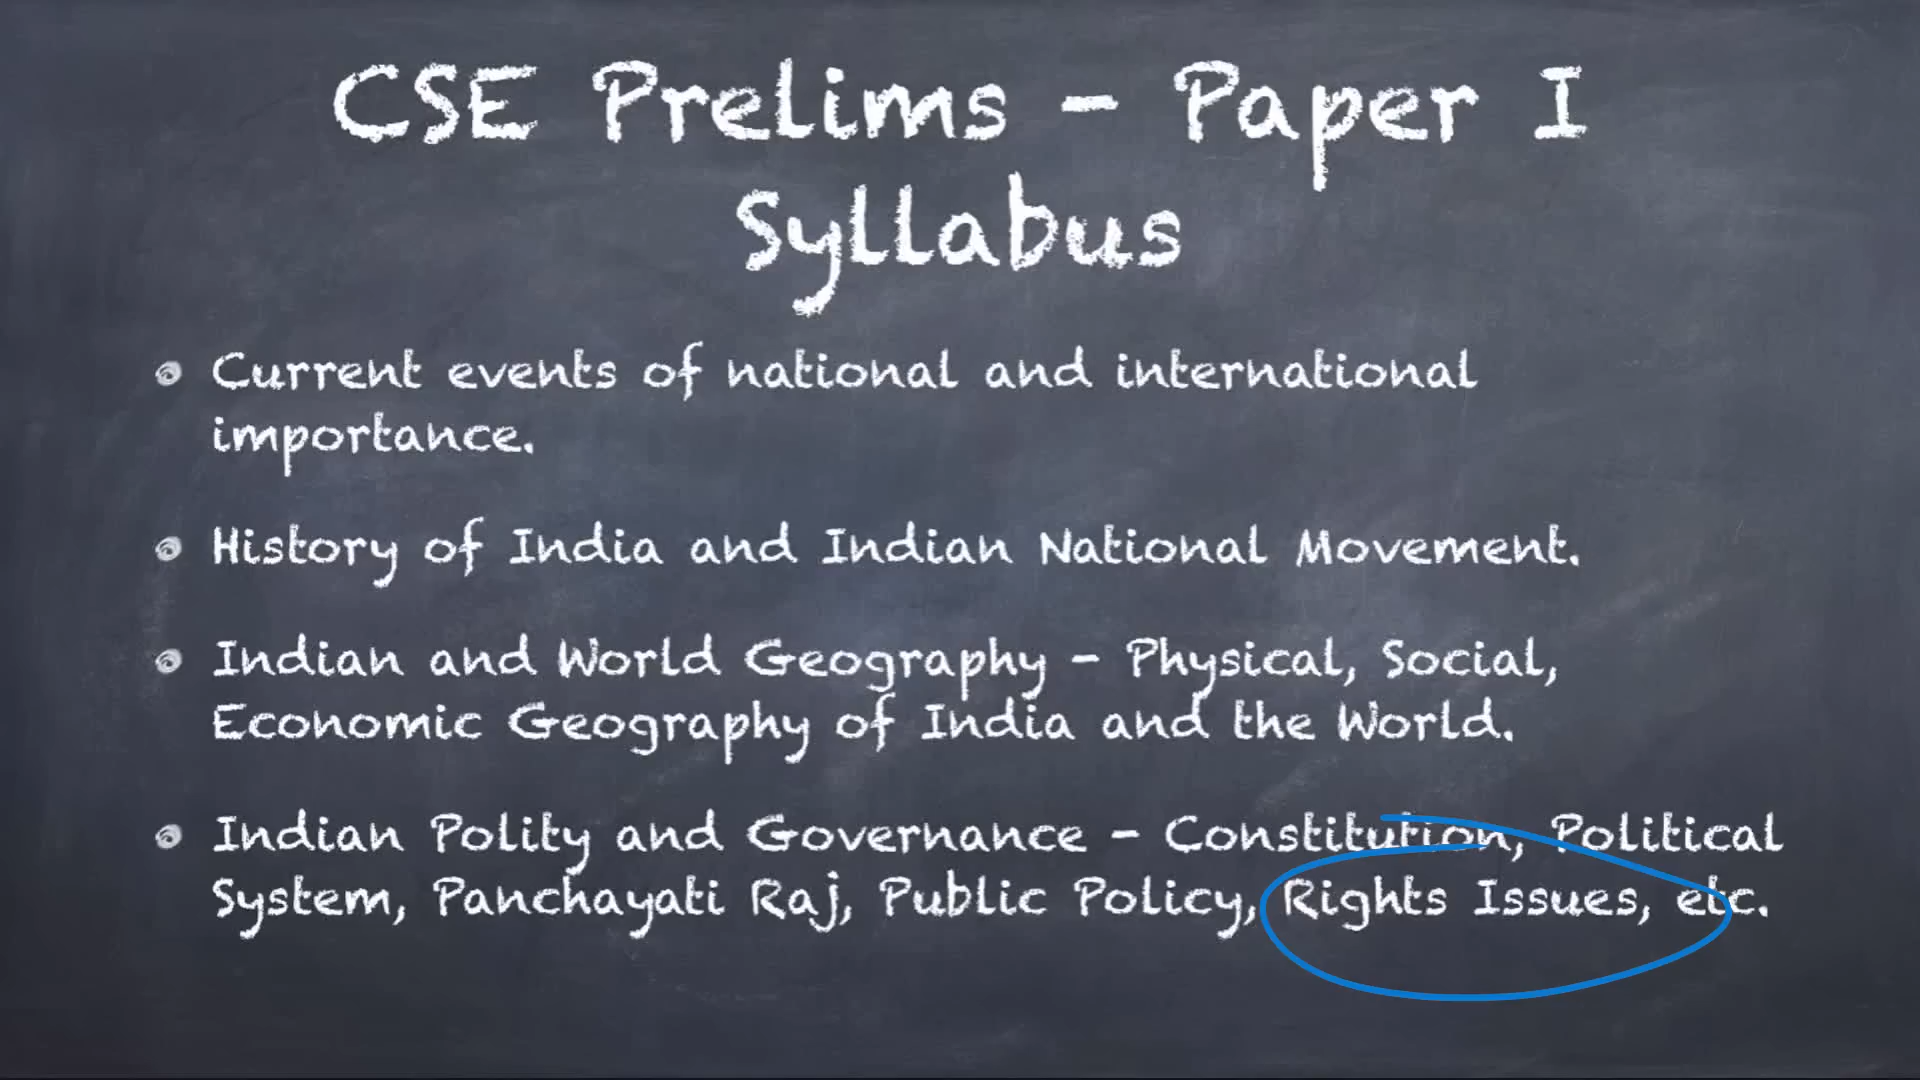 CSE Prelims - Paper I
Syllabus
Current events of national and international
importance.
History of India and Indian National Movement.
Indian and World Geography - Physical, Social,
Economic Geography of India and the World.
Indian Polity and Governance - Constitution, Political
System, Panchayati Raj, Public Policy, Rights Issues, etc.